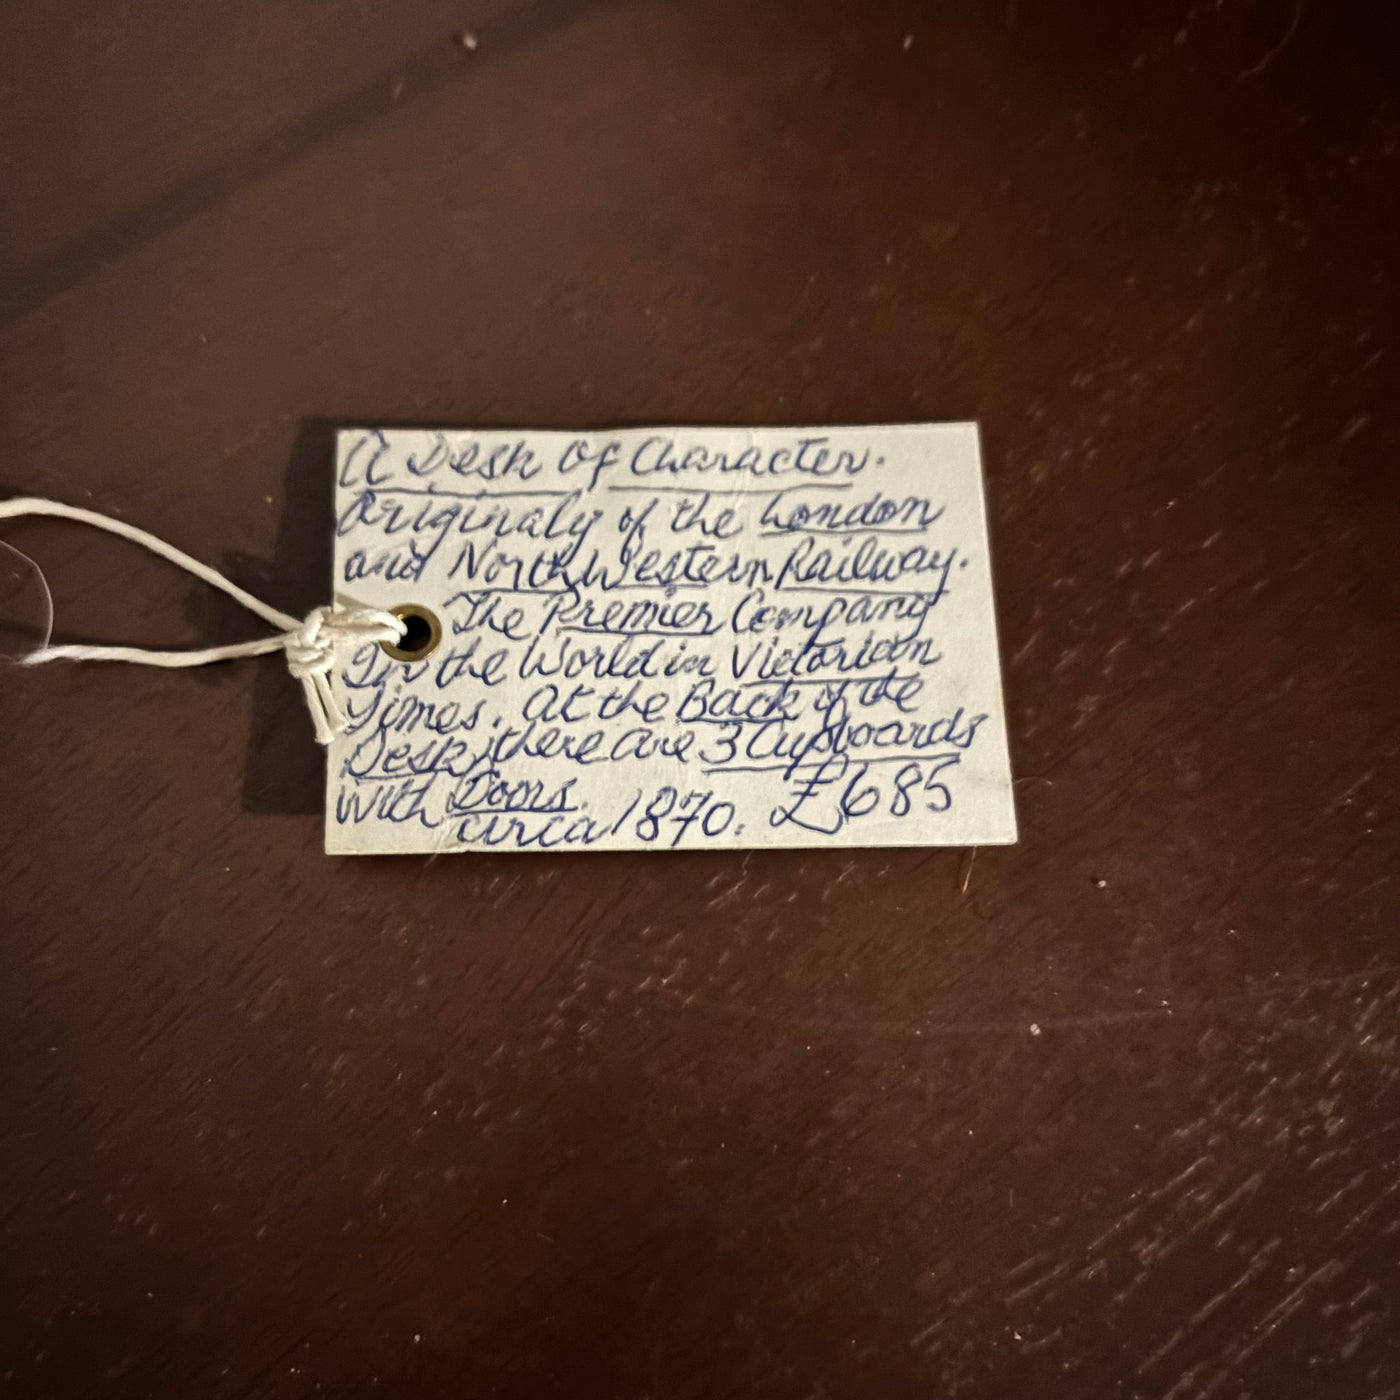 A Desk Of Character.
Originaly of the London
and North Western Railway.
The Premier Company
In the World in Victorian
Times. At the Back of the
Desk, there are 3 Cupboards
With Doors.
circa 1870. £685